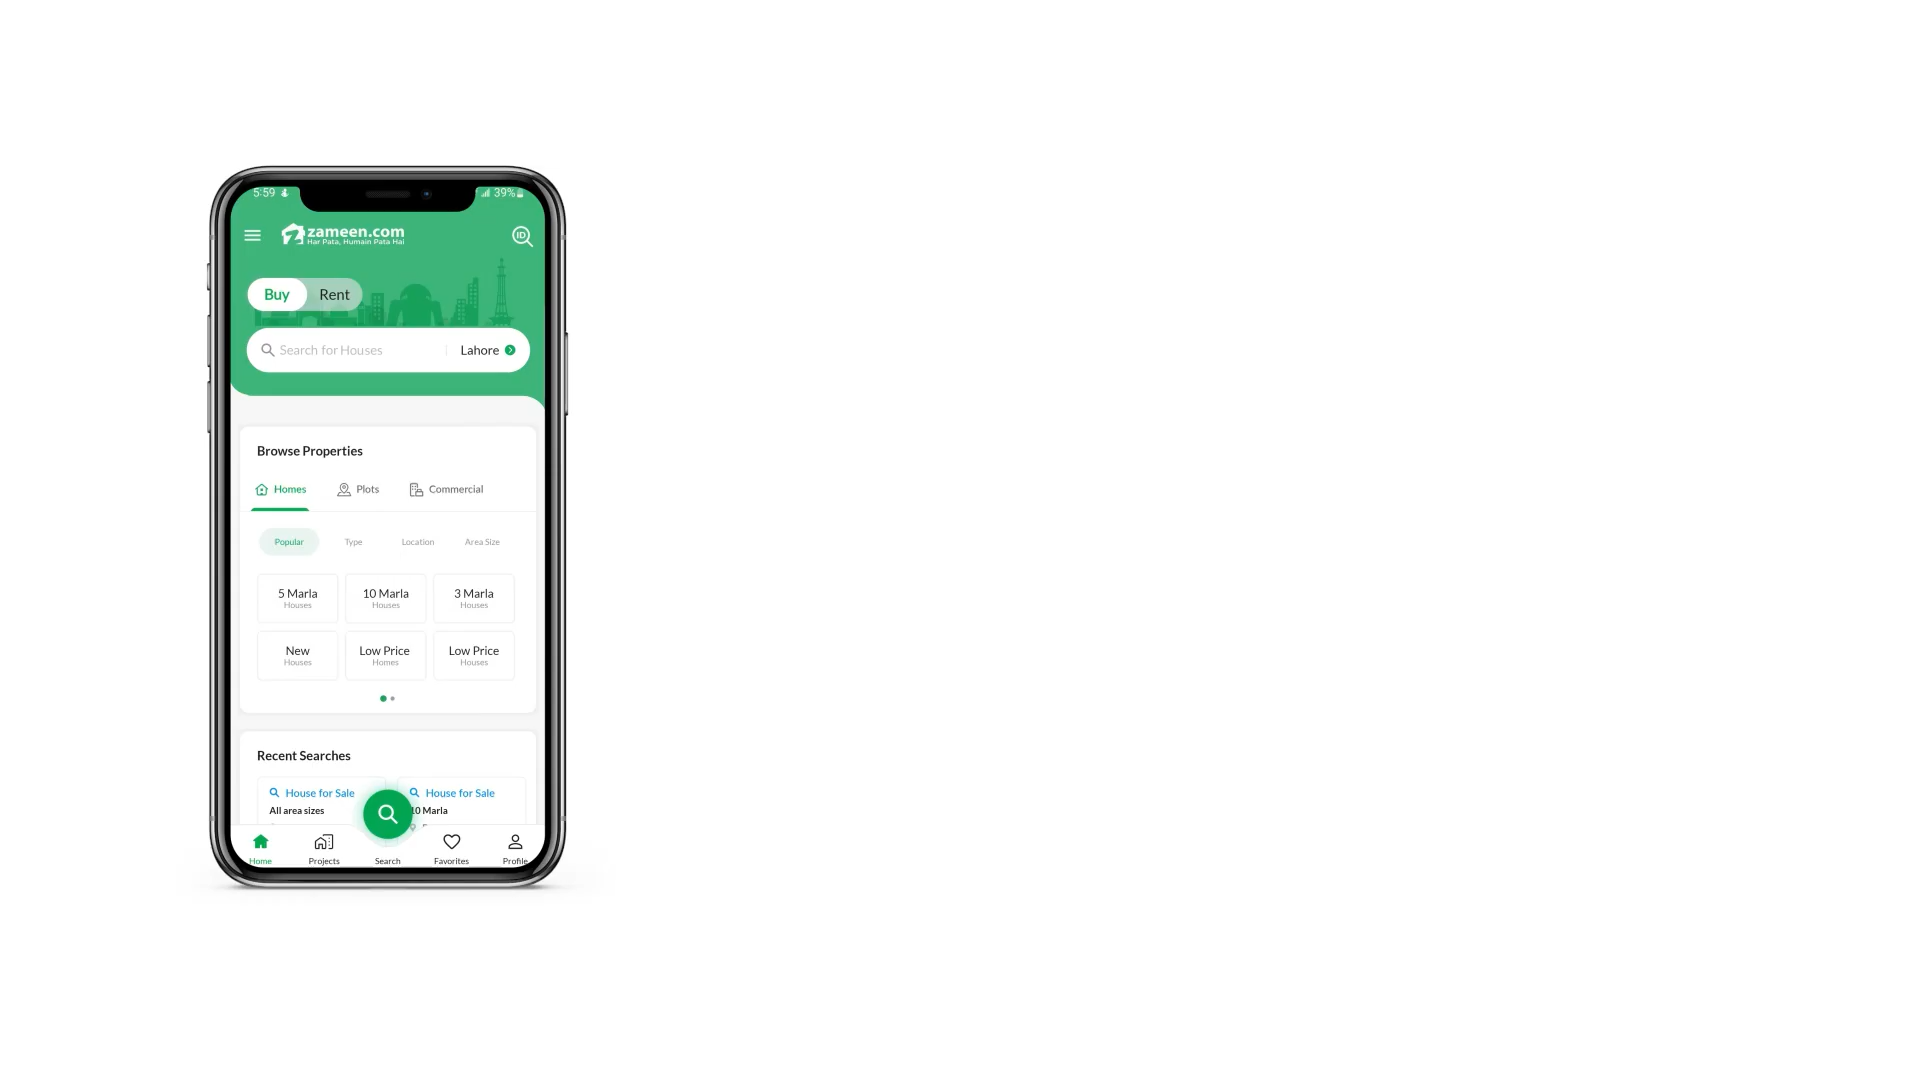 5:59
39%
zameen.com
Har Pata, Humain Pata Hai
ID
Buy Rent
Search for Houses Lahore
Browse Properties
Homes Plots Commercial
Popular Type Location Area Size
5 Marla 10 Marla 3 Marla
Houses Houses Houses
New Low Price Low Price
Houses Homes Houses
Recent Searches
House for Sale House for Sale
All area sizes 10 Marla
Home Projects Search Favorites Profile